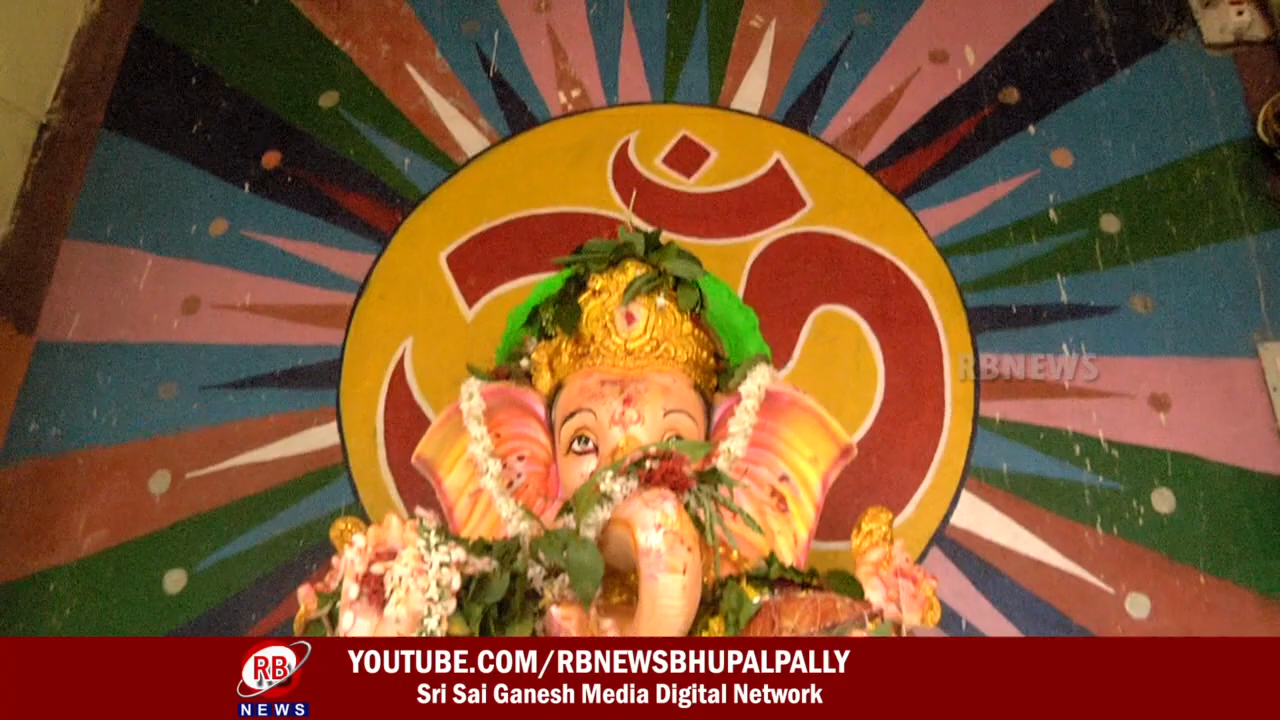 ॐ
RBNEWS
RB
NEWS
YOUTUBE.COM/RBNEWSBHUPALPALLY
Sri Sai Ganesh Media Digital Network